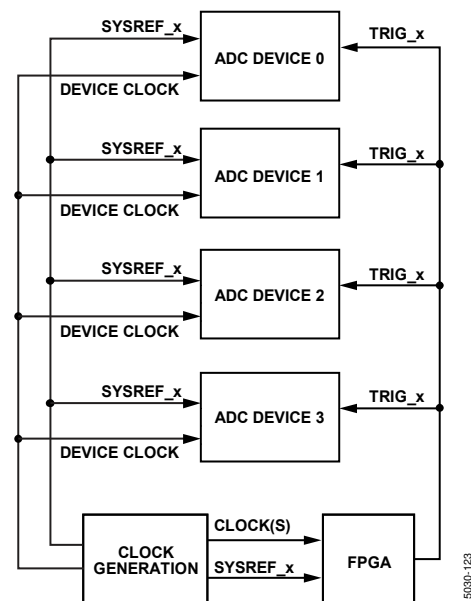 SYSREF_x
ADC DEVICE 0
TRIG_x
DEVICE CLOCK
SYSREF_x
ADC DEVICE 1
TRIG_x
DEVICE CLOCK
SYSREF_x
ADC DEVICE 2
TRIG_x
DEVICE CLOCK
SYSREF_x
ADC DEVICE 3
TRIG_x
DEVICE CLOCK
CLOCK
GENERATION
CLOCK(S)
SYSREF_x
FPGA
5030-123